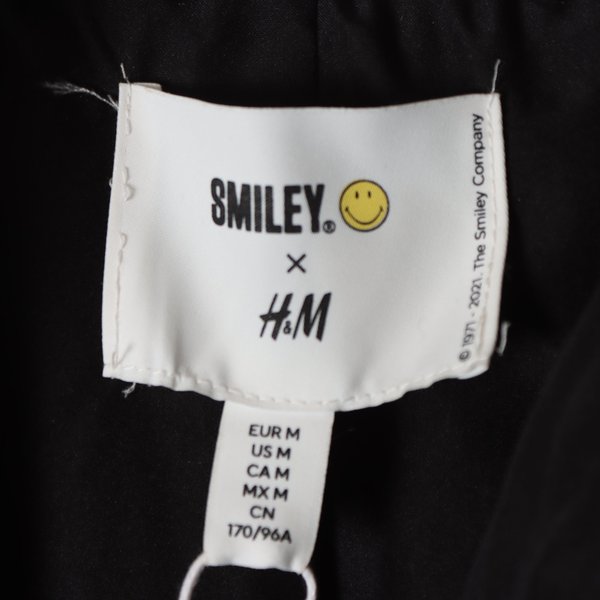 SMILEY®
×
H&M
© 1971 - 2021. The Smiley Company
EUR M
US M
CA M
MX M
CN
170/96A